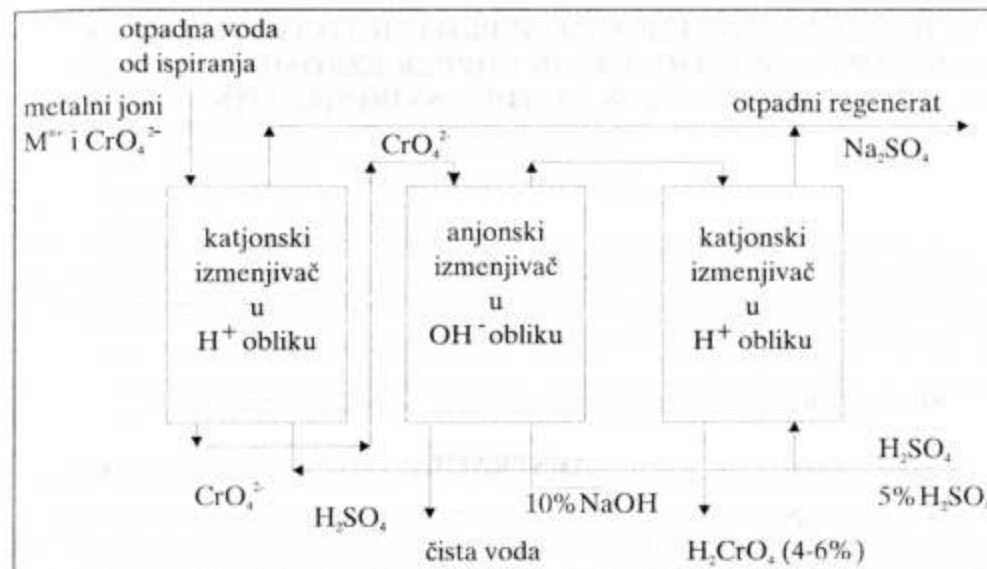 otpadna voda
od ispiranja
metalni joni
Mⁿ⁺ i CrO₄²⁻
CrO₄²⁻
otpadni regenerat
Na₂SO₄
katjonski
izmenjivač
u
H⁺ obliku
anjonski
izmenjivač
u
OH⁻ obliku
katjonski
izmenjivač
u
H⁺ obliku
CrO₄²⁻
H₂SO₄
10% NaOH
čista voda
H₂CrO₄ (4-6%)
H₂SO₄
5% H₂SO₄